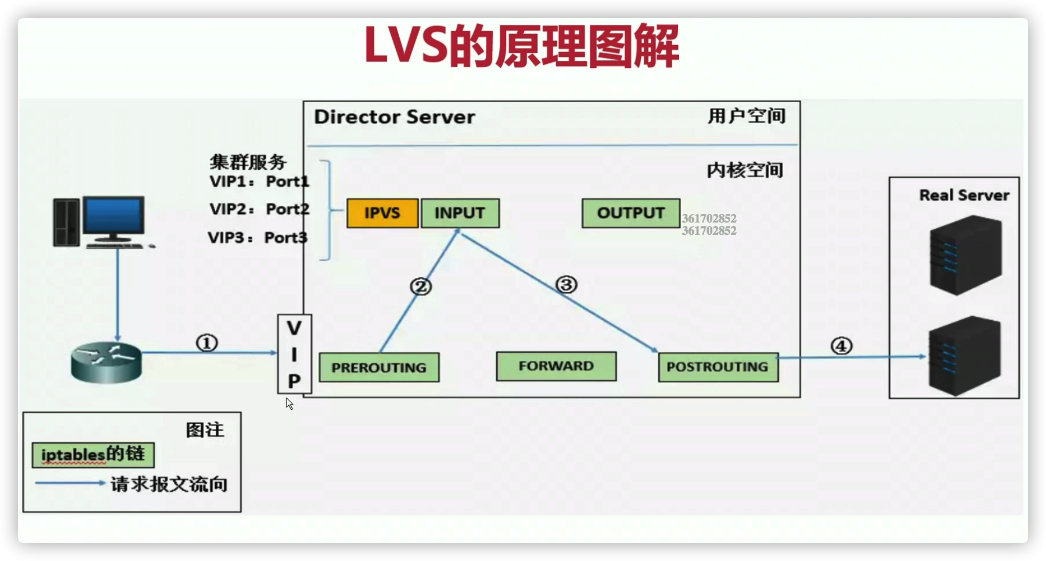 LVS的原理图解
Director Server
用户空间
集群服务
VIP1：Port1
VIP2：Port2
VIP3：Port3
内核空间
IPVS
INPUT
OUTPUT
361702852
361702852
Real Server
②
③
①
VIP
PREROUTING
FORWARD
POSTROUTING
④
图注
iptables的链
请求报文流向